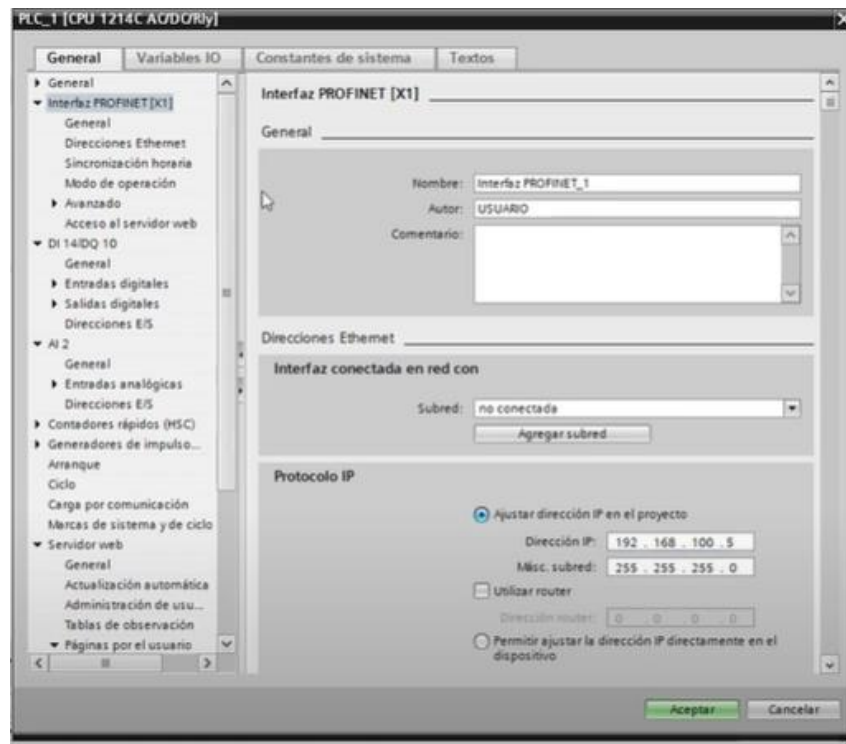 PLC_1 [CPU 1214C AC/DC/Rly]
General
Variables IO
Constantes de sistema
Textos
General
Interfaz PROFINET [X1]
General
Direcciones Ethernet
Sincronización horaria
Modo de operación
Avanzado
Acceso al servidor web
DI 14/DQ 10
General
Entradas digitales
Salidas digitales
Direcciones E/S
AI 2
General
Entradas analógicas
Direcciones E/S
Contadores rápidos (HSC)
Generadores de impulso...
Arranque
Ciclo
Carga por comunicación
Marcas de sistema y de ciclo
Servidor web
General
Actualización automática
Administración de usu...
Tablas de observación
Páginas por el usuario
Interfaz PROFINET [X1]
General
Nombre: Interfaz PROFINET_1
Autor: USUARIO
Comentario:
Direcciones Ethernet
Interfaz conectada en red con
Subred: no conectada
Agregar subred
Protocolo IP
Ajustar dirección IP en el proyecto
Dirección IP: 192 . 168 . 100 . 5
Másc. subred: 255 . 255 . 255 . 0
Utilizar router
Dirección router: 0 . 0 . 0 . 0
Permitir ajustar la dirección IP directamente en el
dispositivo
Aceptar
Cancelar